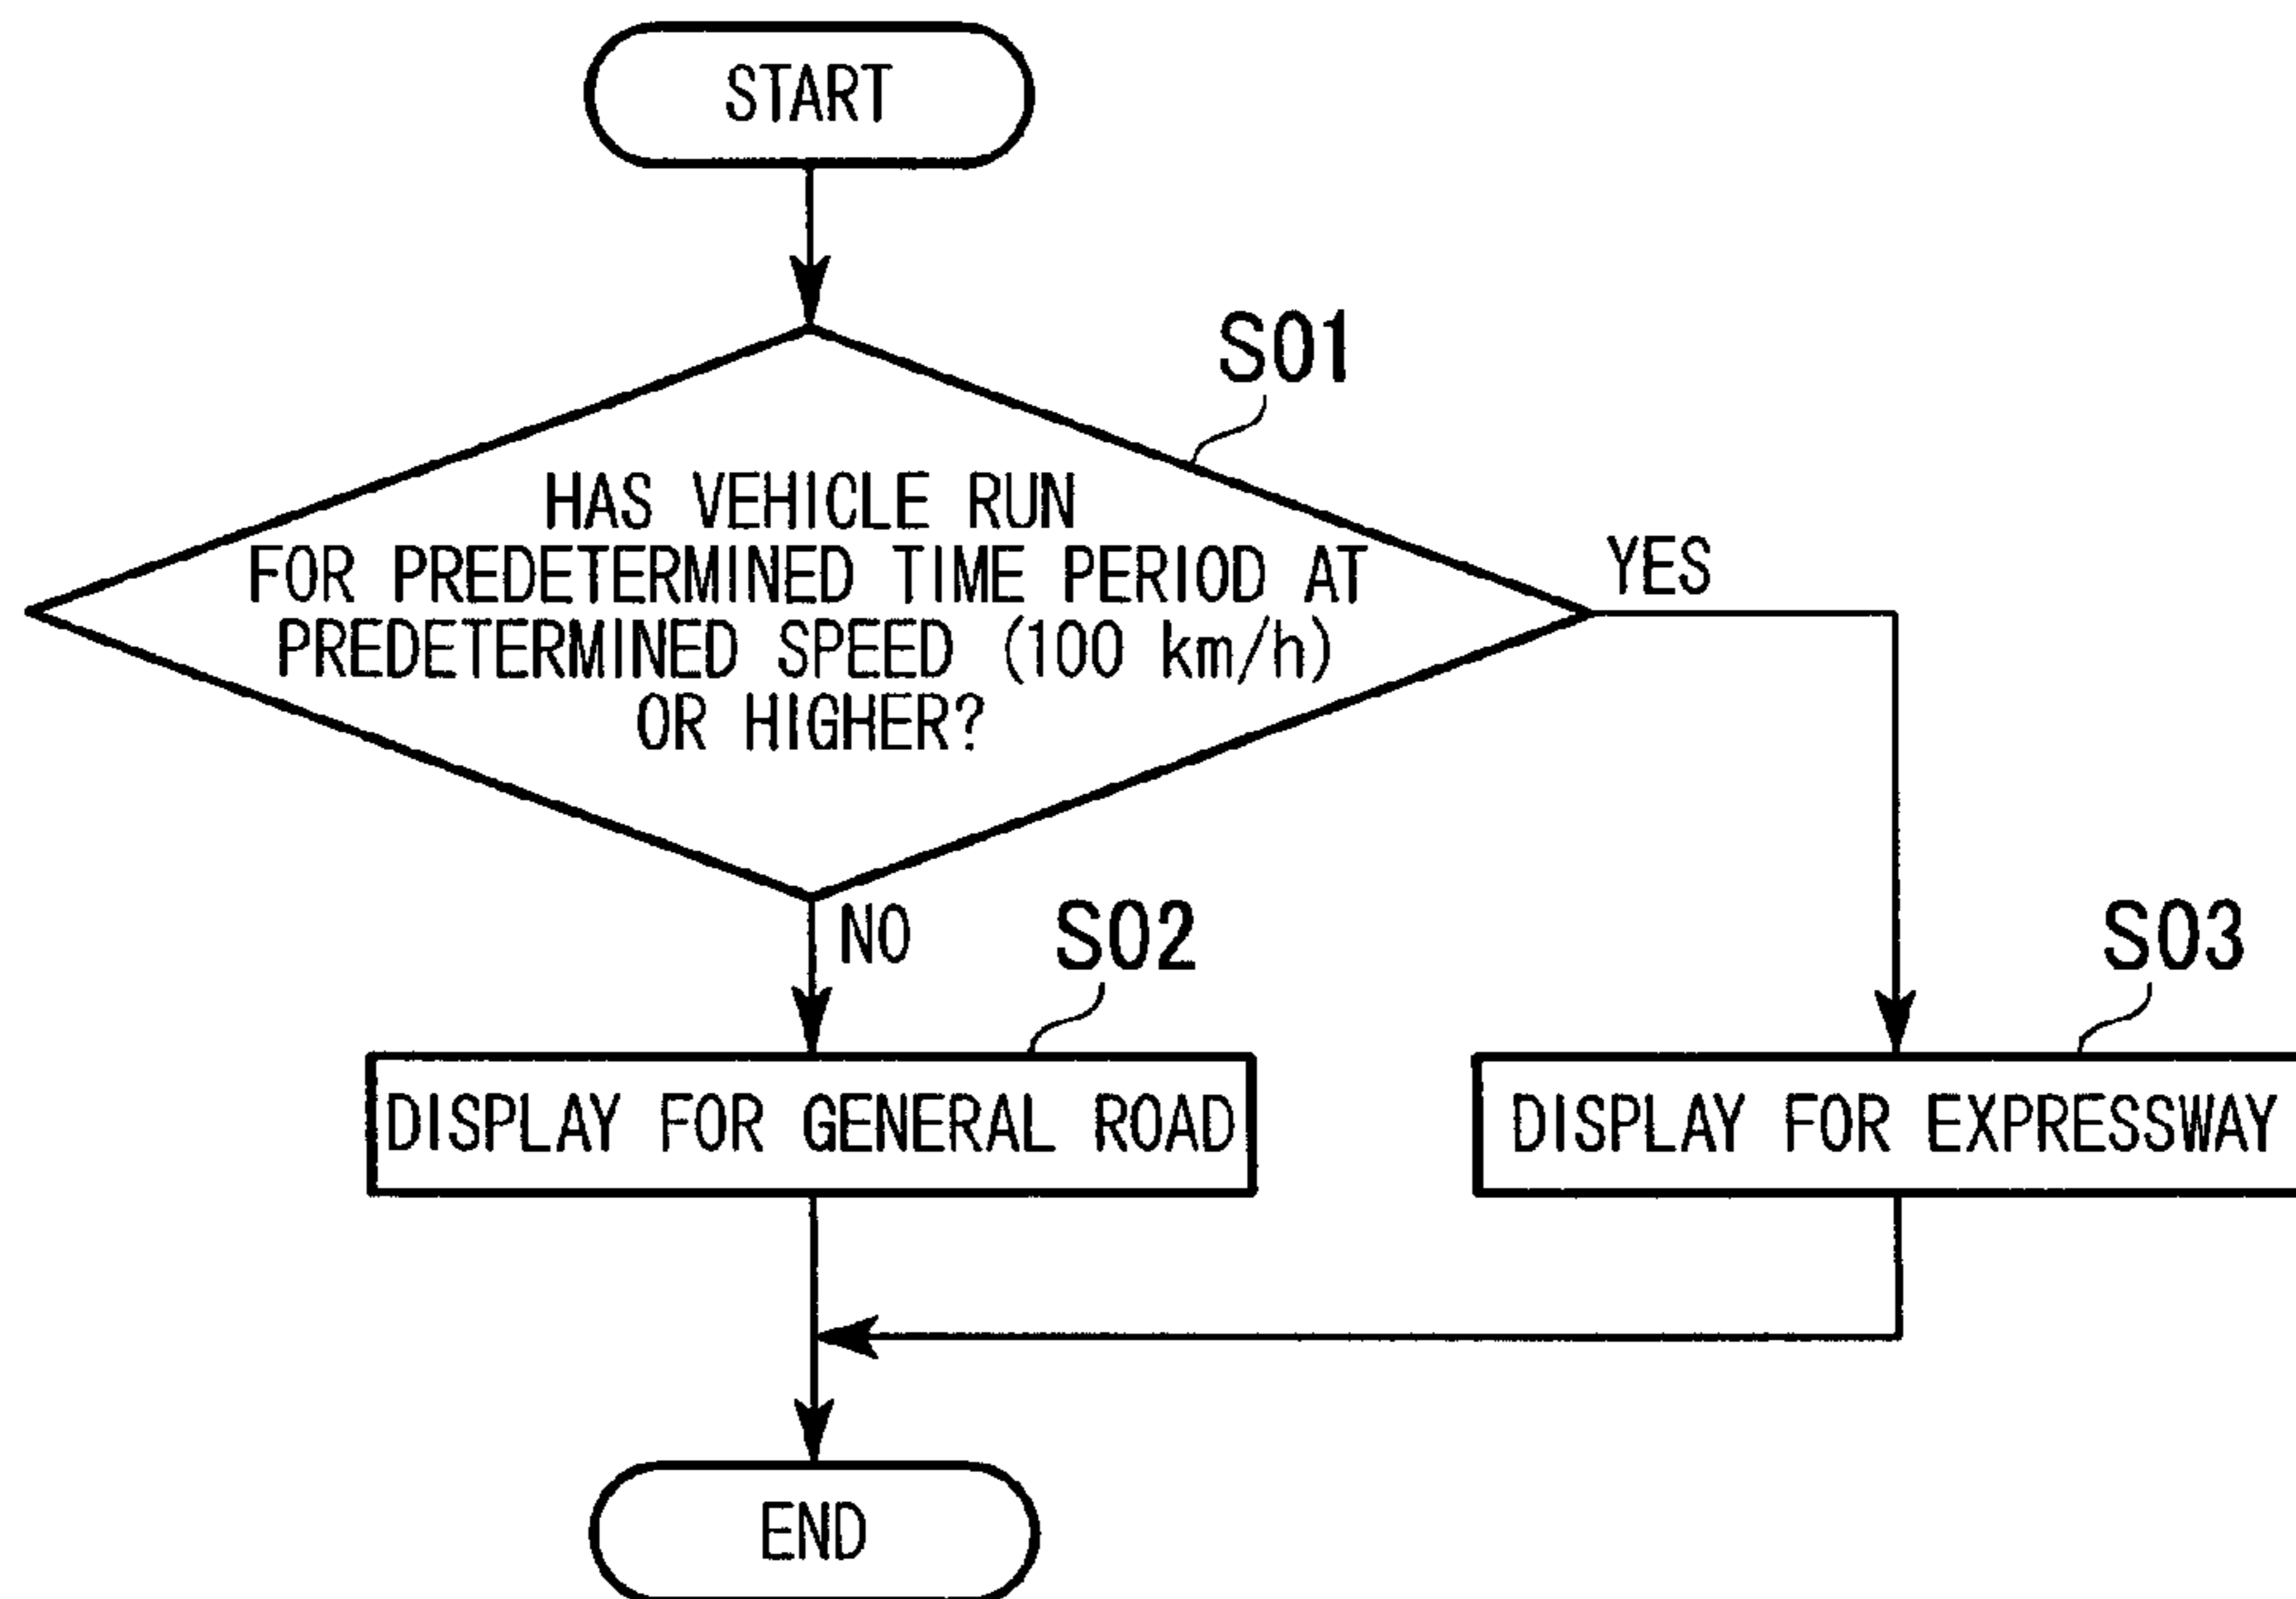 START
S01
HAS VEHICLE RUN
FOR PREDETERMINED TIME PERIOD AT
PREDETERMINED SPEED (100 km/h)
OR HIGHER?
YES
NO
S02
S03
DISPLAY FOR GENERAL ROAD
DISPLAY FOR EXPRESSWAY
END